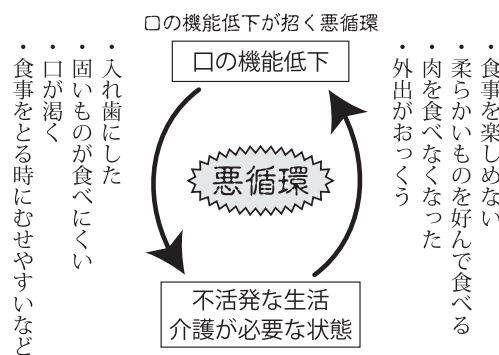 口の機能低下が招く悪循環
口の機能低下
・食事を楽しめない
・柔らかいものを好んで食べる
・肉を食べなくなった
・外出がおっくう
悪循環
・入れ歯にした
・固いものが食べにくい
・口が渇く
・食事をとる時にむせやすいなど
不活発な生活
介護が必要な状態